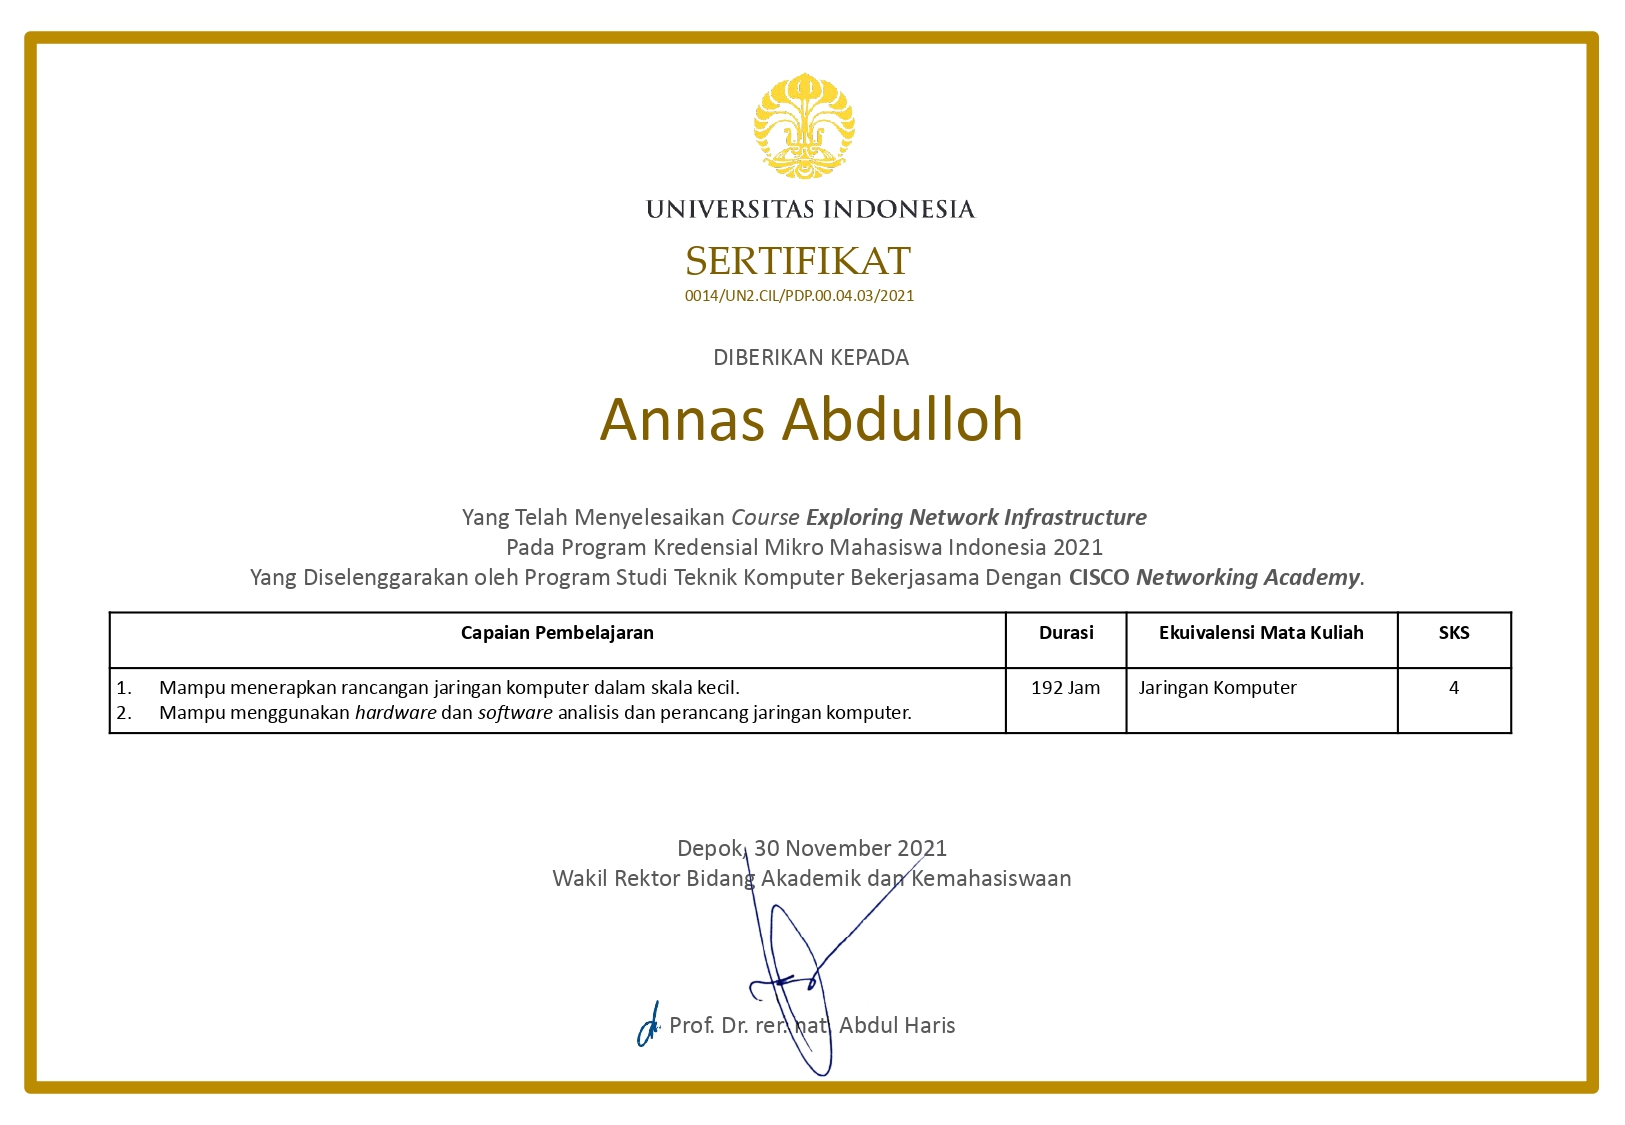 UNIVERSITAS INDONESIA
SERTIFIKAT
0014/UN2.CIL/PDP.00.04.03/2021
DIBERIKAN KEPADA
Annas Abdulloh
Yang Telah Menyelesaikan Course Exploring Network Infrastructure
Pada Program Kredensial Mikro Mahasiswa Indonesia 2021
Yang Diselenggarakan oleh Program Studi Teknik Komputer Bekerjasama Dengan CISCO Networking Academy.
Capaian Pembelajaran Durasi Ekuivalensi Mata Kuliah SKS
1. Mampu menerapkan rancangan jaringan komputer dalam skala kecil. 192 Jam Jaringan Komputer 4
2. Mampu menggunakan hardware dan software analisis dan perancang jaringan komputer.
Depok, 30 November 2021
Wakil Rektor Bidang Akademik dan Kemahasiswaan
Prof. Dr. rer. nat. Abdul Haris